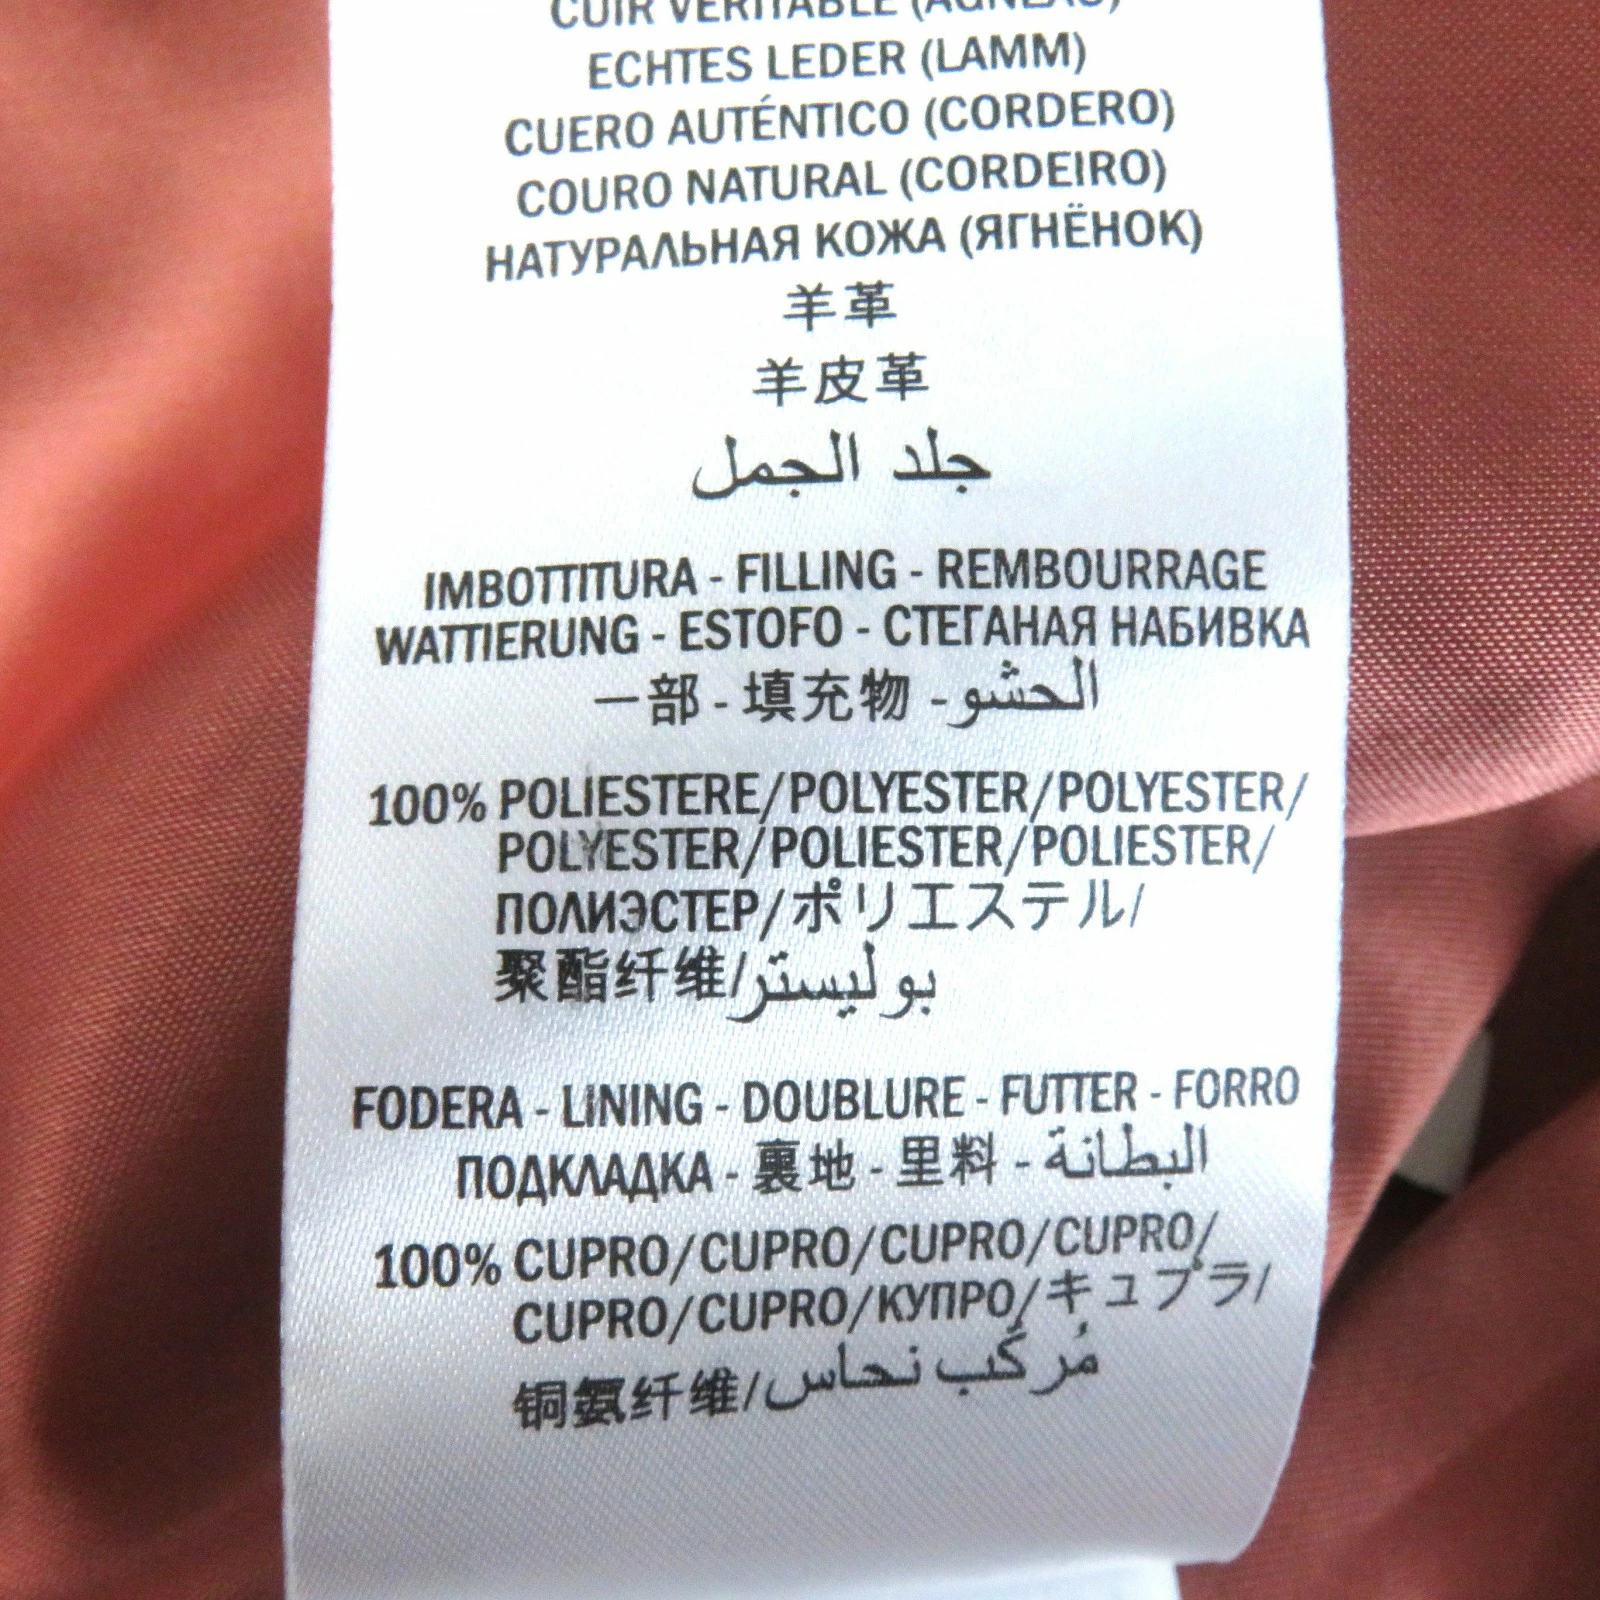 CUIR VÉRITABLE (AGNEAU)
ECHTES LEDER (LAMM)
CUERO AUTÉNTICO (CORDERO)
COURO NATURAL (CORDEIRO)
НАТУРАЛЬНАЯ КОЖА (ЯГНЁНОК)
羊革
羊皮革
جلد الجمل
IMBOTTITURA - FILLING - REMBOURRAGE
WATTIERUNG - ESTOFO - СТЕГАНАЯ НАБИВКА
一部 - 填充物 - الحشو
100% POLIESTERE/POLYESTER/POLYESTER/
POLYESTER/POLIESTER/POLIESTER/
ПОЛИЭСТЕР/ポリエステル/
聚酯纤维/بوليستر
FODERA - LINING - DOUBLURE - FUTTER - FORRO
ПОДКЛАДКА - 裏地 - 里料 - البطانة
100% CUPRO/CUPRO/CUPRO/CUPRO/
CUPRO/CUPRO/КУПРО/キュプラ/
铜氨纤维/مُركب نحاس